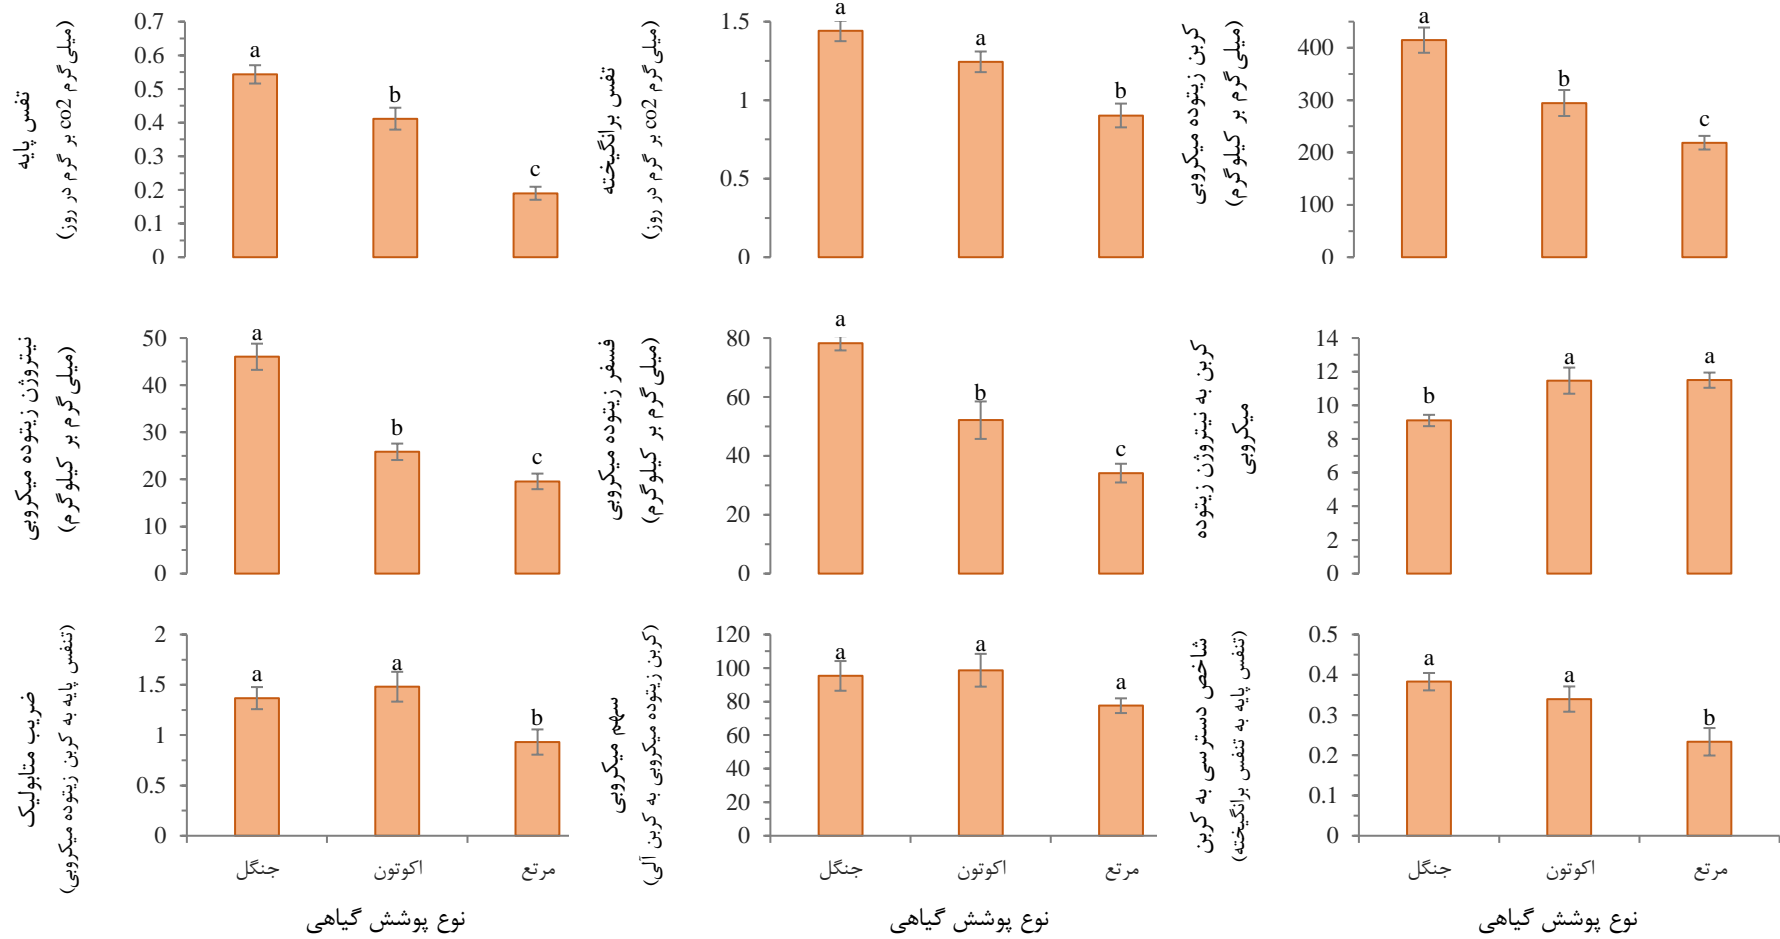 تنفس پایه
(میلی‌گرم co2 بر گرم در روز)
0.7
0.6
0.5
0.4
0.3
0.2
0.1
0
a
b
c
تنفس برانگیخته
(میلی‌گرم co2 بر گرم در روز)
1.5
1
0.5
0
a
a
b
کربن زیتوده میکروبی
(میلی‌گرم بر کیلوگرم)
400
300
200
100
0
a
b
c
نیتروژن زیتوده میکروبی
(میلی‌گرم بر کیلوگرم)
50
40
30
20
10
0
a
b
c
فسفر زیتوده میکروبی
(میلی‌گرم بر کیلوگرم)
80
60
40
20
0
a
b
c
کربن به نیتروژن زیتوده
میکروبی
14
12
10
8
6
4
2
0
b
a
a
ضریب متابولیک
(تنفس پایه به کربن زیتوده میکروبی)
2
1.5
1
0.5
0
a
a
b
جنگل
اکوتون
مرتع
نوع پوشش گیاهی
سهم میکروبی
(کربن زیتوده میکروبی به کربن آلی)
120
100
80
60
40
20
0
a
a
a
جنگل
اکوتون
مرتع
نوع پوشش گیاهی
شاخص دسترسی به کربن
(تنفس پایه به تنفس برانگیخته)
0.5
0.4
0.3
0.2
0.1
0
a
a
b
جنگل
اکوتون
مرتع
نوع پوشش گیاهی